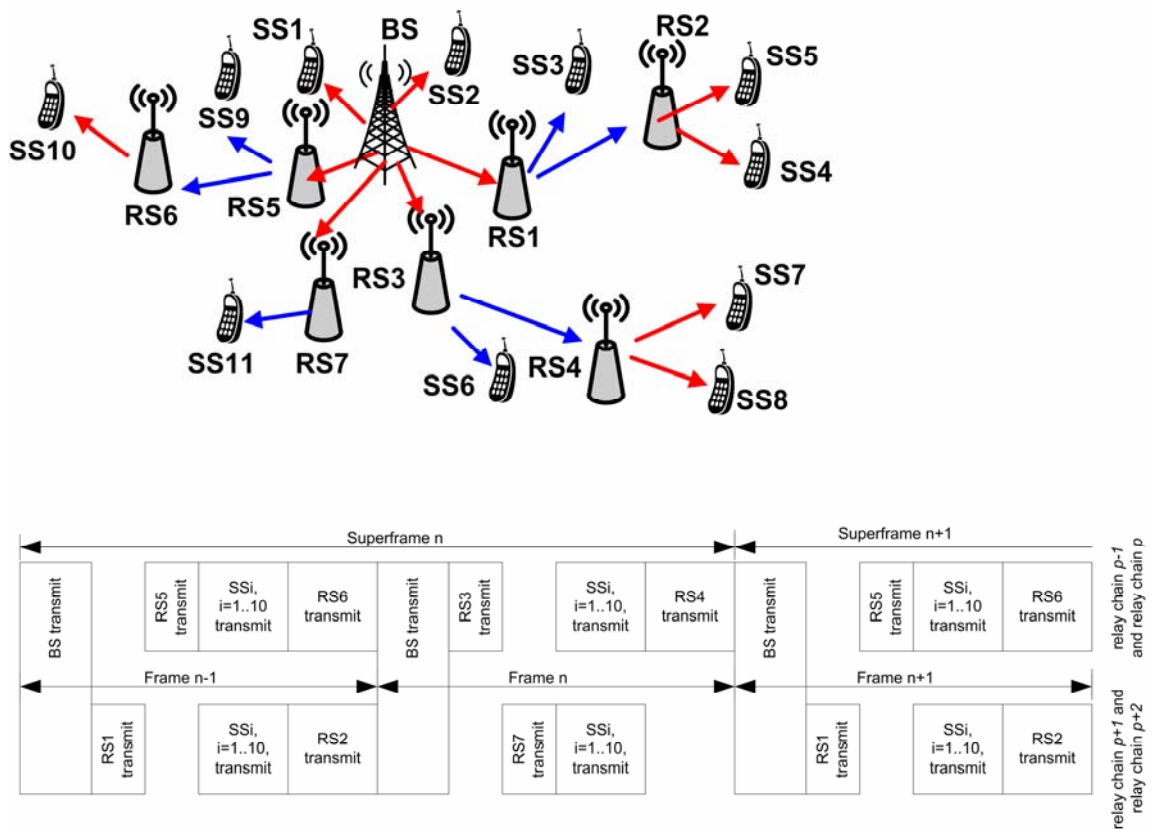 SS1
BS
SS2
SS3
RS2
SS5
SS10
SS9
SS4
RS6
RS5
RS1
RS3
SS7
SS11
RS7
SS6
RS4
SS8
Superframe n
Superframe n+1
BS transmit
RS5
transmit
SSi,
i=1..10
transmit
RS6
transmit
BS transmit
RS3
transmit
SSi,
i=1..10,
transmit
RS4
transmit
BS transmit
RS5
transmit
SSi,
i=1..10
transmit
RS6
transmit
relay chain p-1
and relay chain p
Frame n-1
Frame n
Frame n+1
RS1
transmit
SSi,
i=1..10,
transmit
RS2
transmit
RS7
transmit
SSi,
i=1..10,
transmit
RS1
transmit
SSi,
i=1..10,
transmit
RS2
transmit
relay chain p+1 and
relay chain p+2